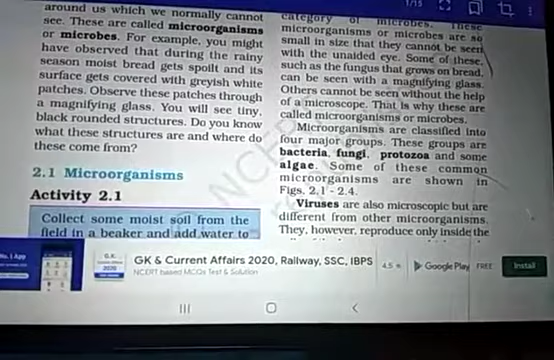 around us which we normally cannot
see. These are called microorganisms
or microbes. For example, you might
have observed that during the rainy
season moist bread gets spoilt and its
surface gets covered with greyish white
patches. Observe these patches through
a magnifying glass. You will see tiny,
black rounded structures. Do you know
what these structures are and where do
these come from?
2.1 Microorganisms
Activity 2.1
Collect some moist soil from the
field in a beaker and add water to
1/15
category of microbes. These
microorganisms or microbes are so
small in size that they cannot be seen
with the unaided eye. Some of these,
such as the fungus that grows on bread,
can be seen with a magnifying glass.
Others cannot be seen without the help
of a microscope. That is why these are
called microorganisms or microbes.
Microorganisms are classified into
four major groups. These groups are
bacteria, fungi, protozoa and some
algae. Some of these common
microorganisms are shown in
Figs. 2.1 - 2.4.
Viruses are also microscopic but are
different from other microorganisms.
They, however, reproduce only inside the
NCERT
No. 1 App
G.K.
2020
GK & Current Affairs 2020, Railway, SSC, IBPS
NCERT based MCQs Test & Solution
4.5
Google Play
FREE
Install